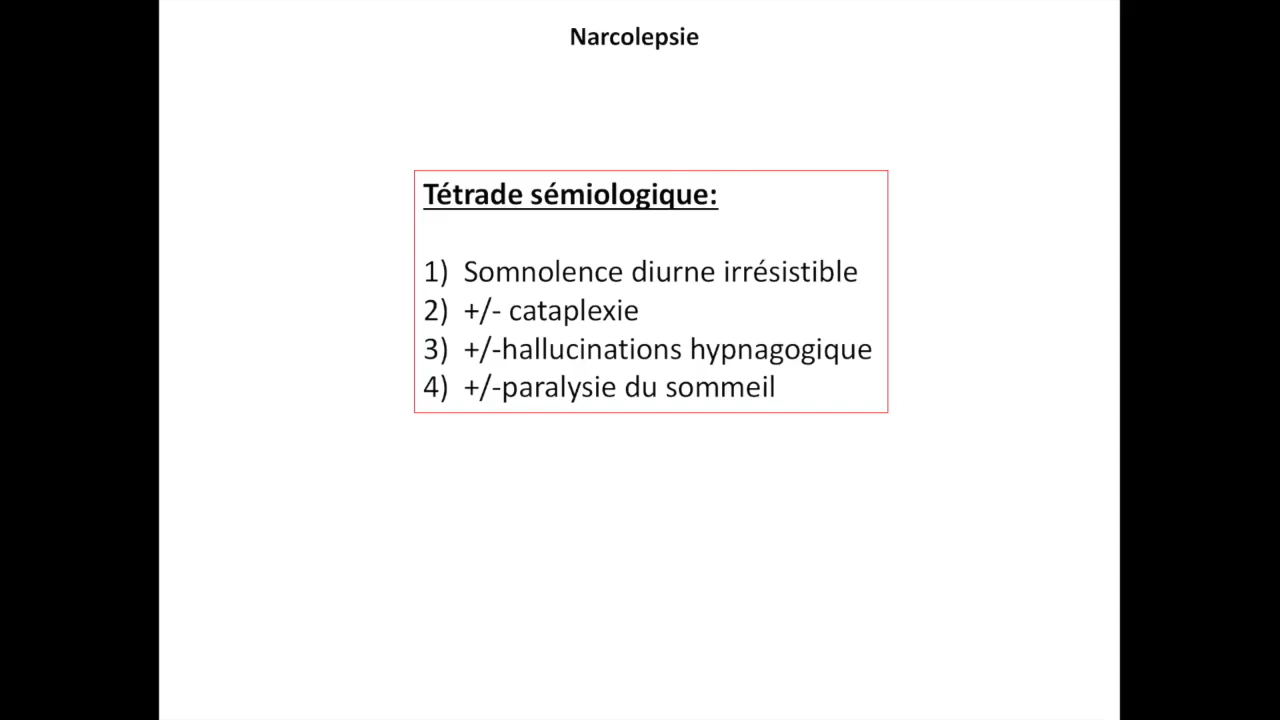 Narcolepsie
Tétrade sémiologique:
1) Somnolence diurne irrésistible
2) +/- cataplexie
3) +/-hallucinations hypnagogique
4) +/-paralysie du sommeil